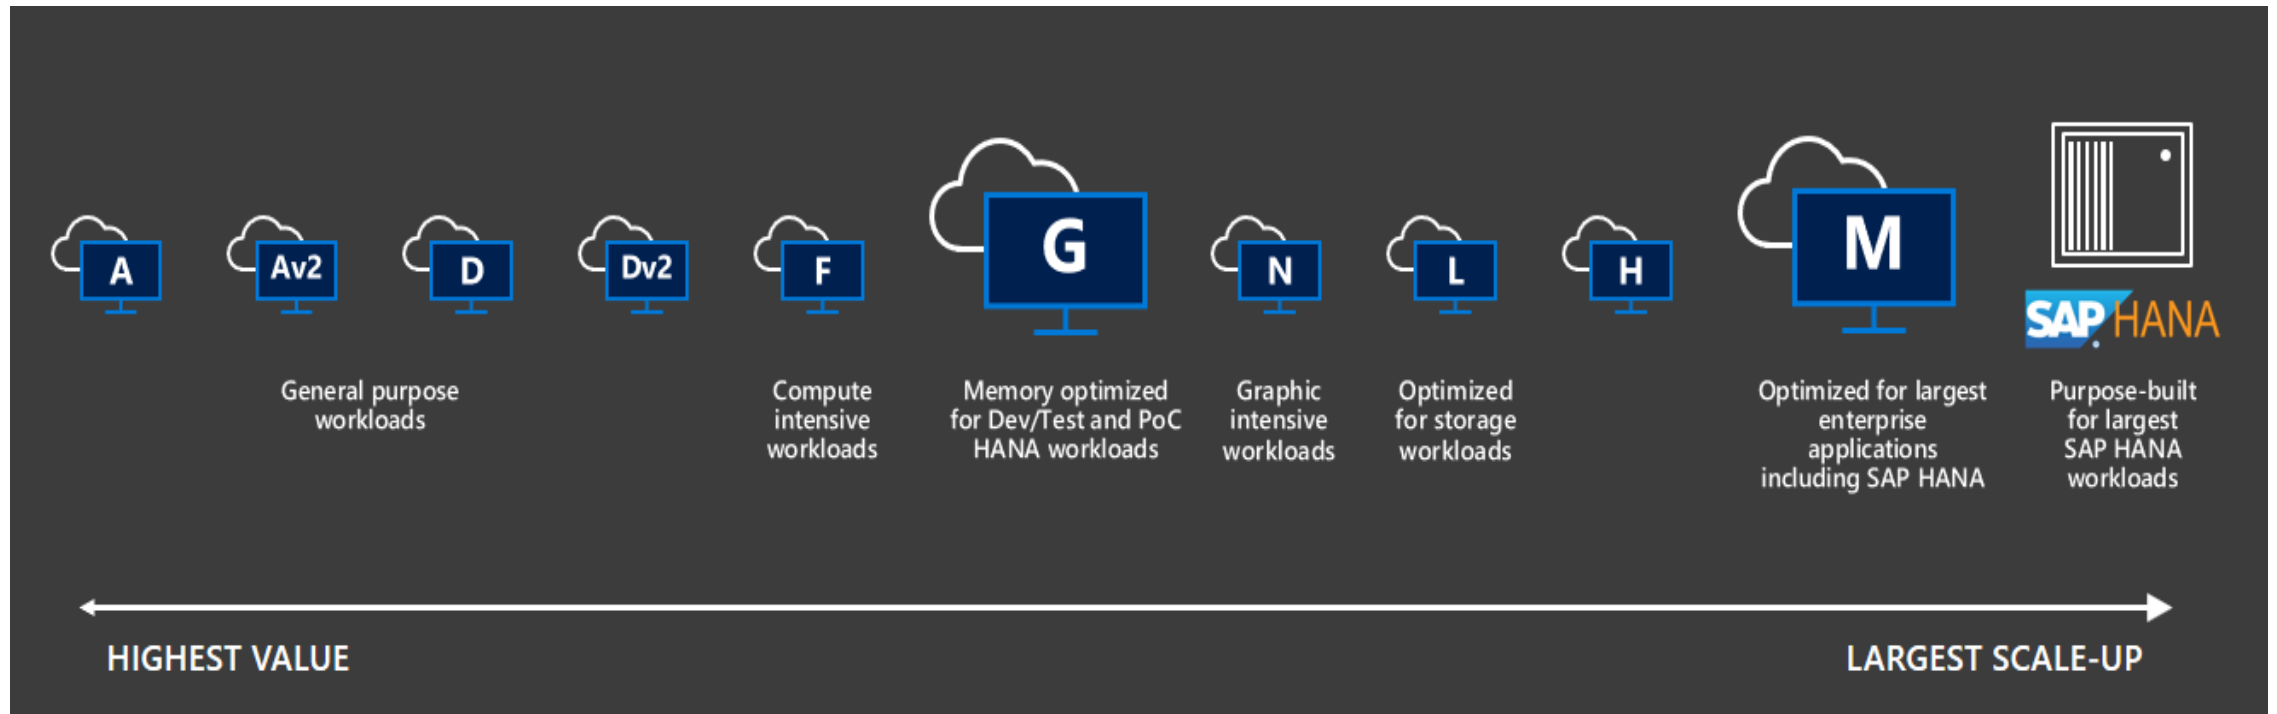 A
Av2
D
Dv2
F
G
N
L
H
M
SAP HANA
General purpose
workloads
Compute
intensive
workloads
Memory optimized
for Dev/Test and PoC
HANA workloads
Graphic
intensive
workloads
Optimized
for storage
workloads
Optimized for largest
enterprise
applications
including SAP HANA
Purpose-built
for largest
SAP HANA
workloads
HIGHEST VALUE
LARGEST SCALE-UP